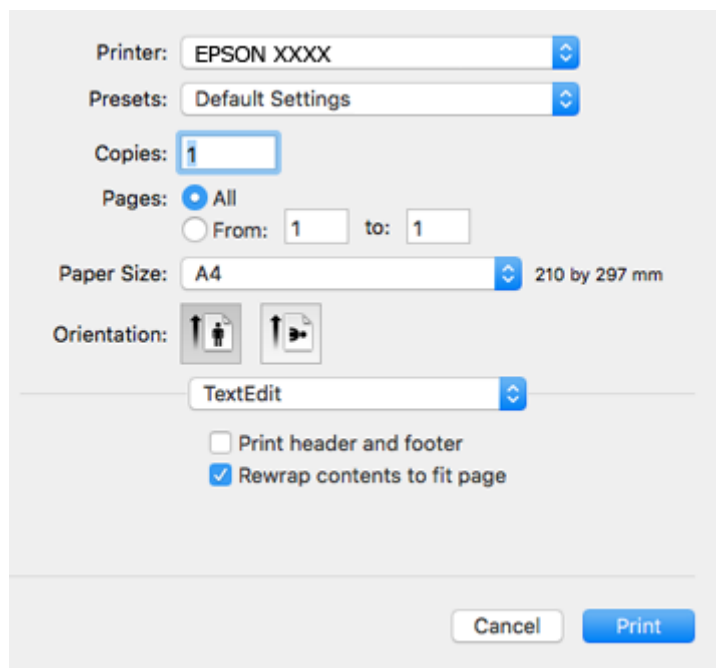 Printer: EPSON XXXX
Presets: Default Settings
Copies: 1
Pages: All
From: 1 to: 1
Paper Size: A4 210 by 297 mm
Orientation:
TextEdit
Print header and footer
Rewrap contents to fit page
Cancel Print